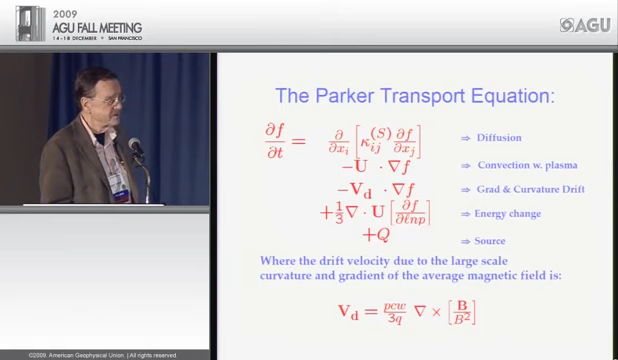 2009
AGU FALL MEETING
14 - 18 DECEMBER • SAN FRANCISCO
AGU
The Parker Transport Equation:
∂f/∂t = ∂/∂x_i [κ_ij^(S) ∂f/∂x_j] ⇒ Diffusion
−U · ∇f ⇒ Convection w. plasma
−V_d · ∇f ⇒ Grad & Curvature Drift
+1/3 ∇ · U [∂f/∂ℓnp] ⇒ Energy change
+Q ⇒ Source
Where the drift velocity due to the large scale
curvature and gradient of the average magnetic field is:
V_d = pcw/3q ∇ × [B/B²]
©2009. American Geophysical Union. All Rights Reserved.